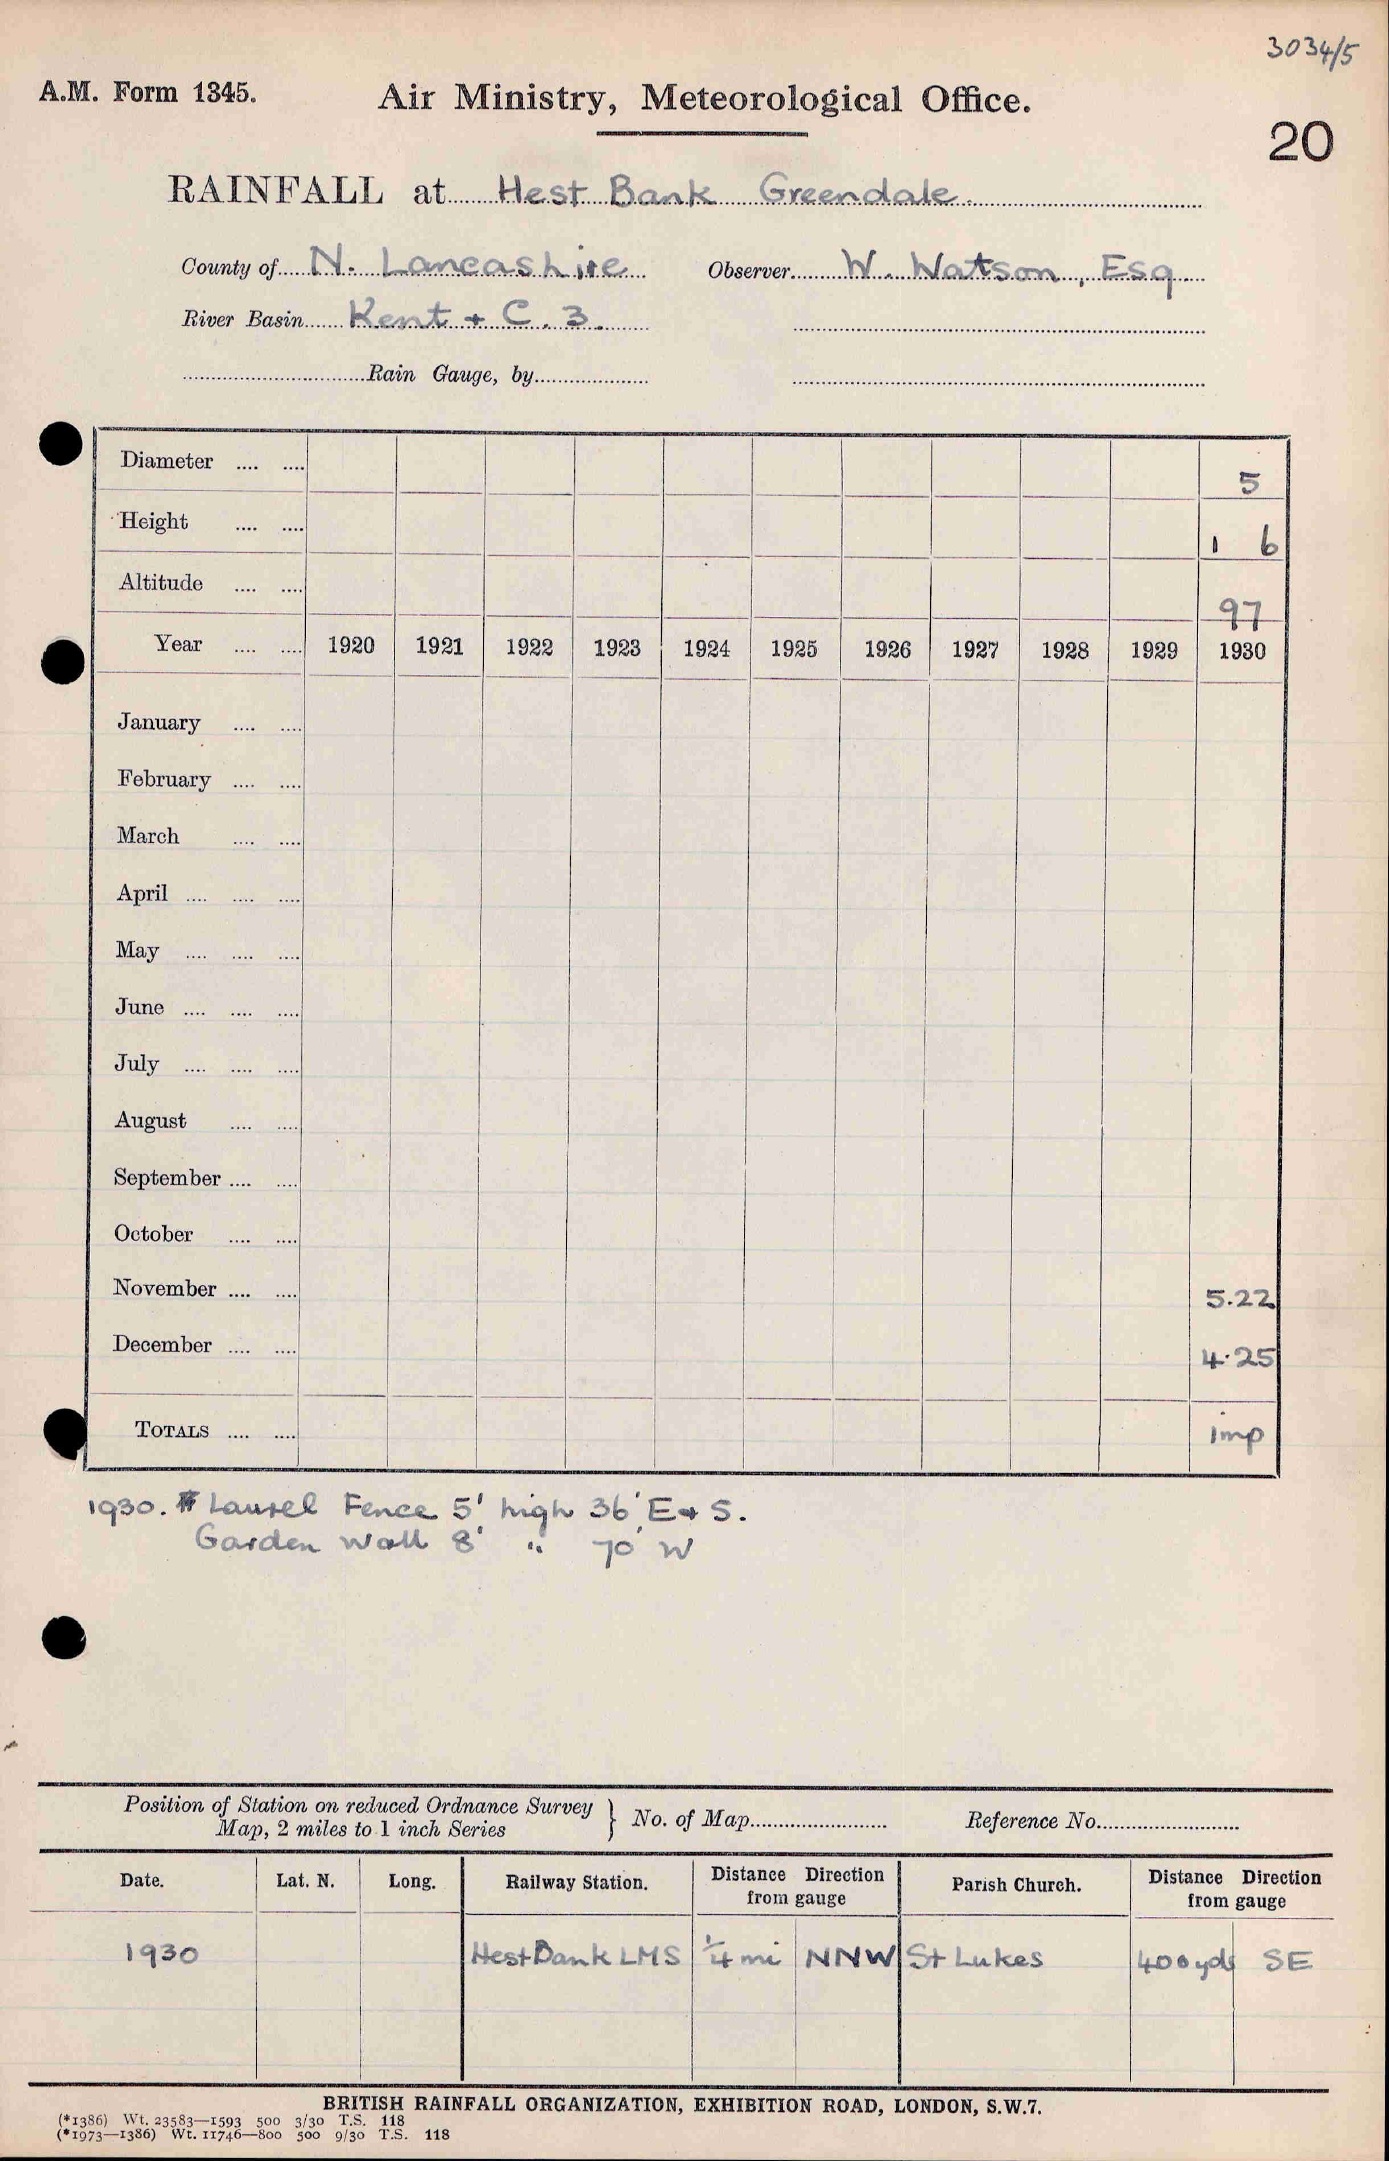 3034/5
A.M. Form 1345.
Air Ministry, Meteorological Office.
20
RAINFALL at Hest Bank Greendale.
County of N. Lancashire Observer W. Watson, Esq.
River Basin Kent + C. 3.
Rain Gauge, by
Diameter .... .... 5
Height .... .... 1 6
Altitude .... .... 97
Year .... .... 1920 1921 1922 1923 1924 1925 1926 1927 1928 1929 1930
January .... ....
February .... ....
March .... ....
April .... .... ....
May .... .... ....
June .... .... ....
July .... .... ....
August .... ....
September .... ....
October .... ....
November .... .... 5.22
December .... .... 4.25
TOTALS .... .... imp
1930. Laurel Fence 5' high 36' E + S.
Garden Wall 8' " 70' W
Position of Station on reduced Ordnance Survey
Map, 2 miles to 1 inch Series } No. of Map Reference No.
Date. Lat. N. Long. Railway Station. Distance Direction from gauge Parish Church. Distance Direction from gauge
1930 Hest Bank LMS 1/4 mi NNW St Lukes 400 yds SE
BRITISH RAINFALL ORGANIZATION, EXHIBITION ROAD, LONDON, S.W.7.
(*1386) Wt. 23583—1593 500 3/30 T.S. 118
(*1973—1386) Wt. 11746—800 500 9/30 T.S. 118